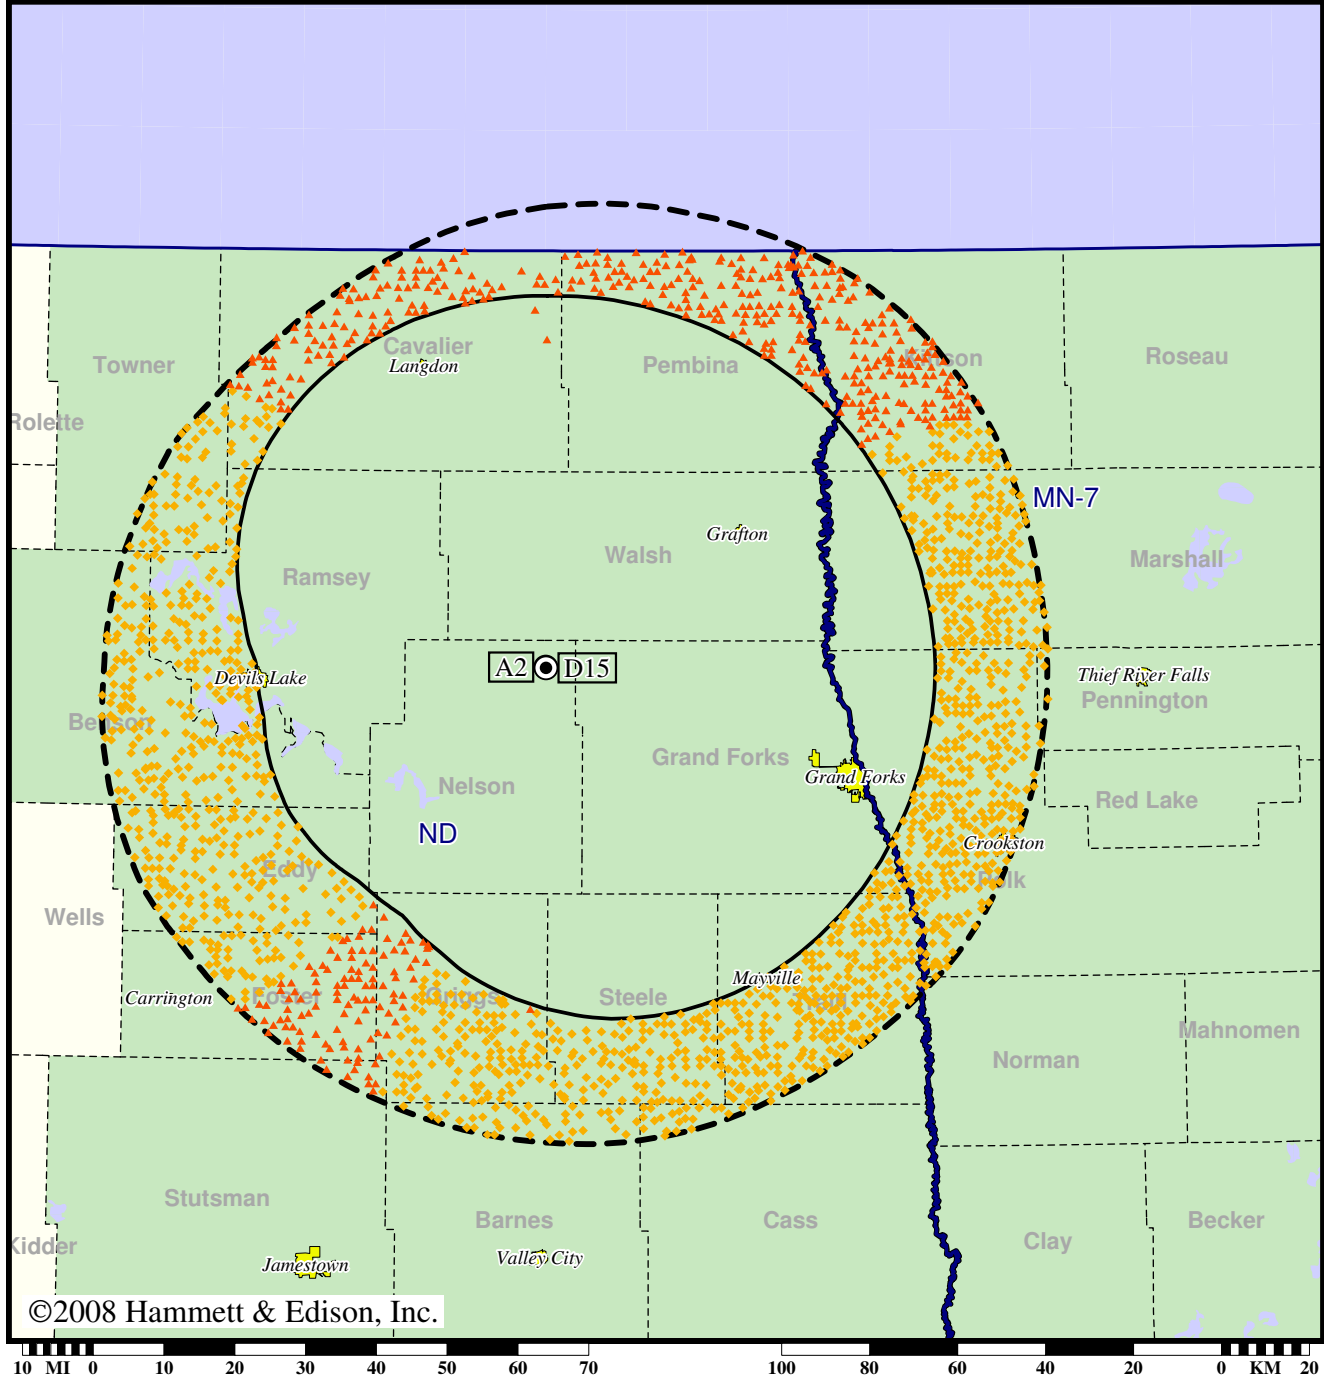 Cavalier
Kittson
Roseau
Towner
Langdon
Pembina
Rolette
MN-7
Grafton
Walsh
Marshall
Ramsey
A2
D15
Devils Lake
Thief River Falls
Pennington
Benson
Grand Forks
Grand Forks
Nelson
Red Lake
ND
Crookston
Eddy
Polk
Wells
Mayville
Carrington
Foster
Griggs
Steele
Traill
Mahnomen
Norman
Stutsman
Barnes
Cass
Becker
Kidder
Clay
Jamestown
Valley City
©2008 Hammett & Edison, Inc.
10 MI 0 10 20 30 40 50 60 70 100 80 60 40 20 0 KM 20